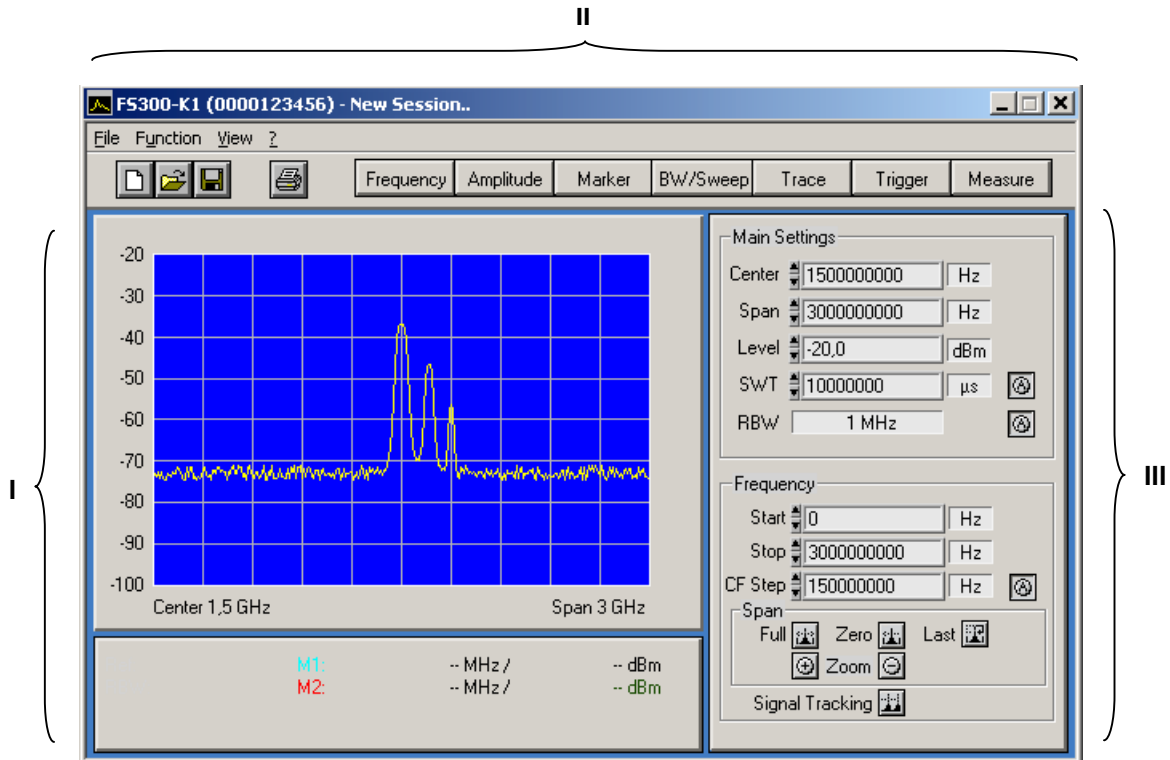 II
FS300-K1 (0000123456) - New Session..
File Function View ?
Frequency Amplitude Marker BW/Sweep Trace Trigger Measure
I
-20
-30
-40
-50
-60
-70
-80
-90
-100
Center 1,5 GHz Span 3 GHz
M1: -- MHz / -- dBm
M2: -- MHz / -- dBm
Main Settings
Center 1500000000 Hz
Span 3000000000 Hz
Level -20,0 dBm
SWT 10000000 µs A
RBW 1 MHz A
Frequency
Start 0 Hz
Stop 3000000000 Hz
CF Step 150000000 Hz A
Span
Full Zero Last
Zoom
Signal Tracking
III